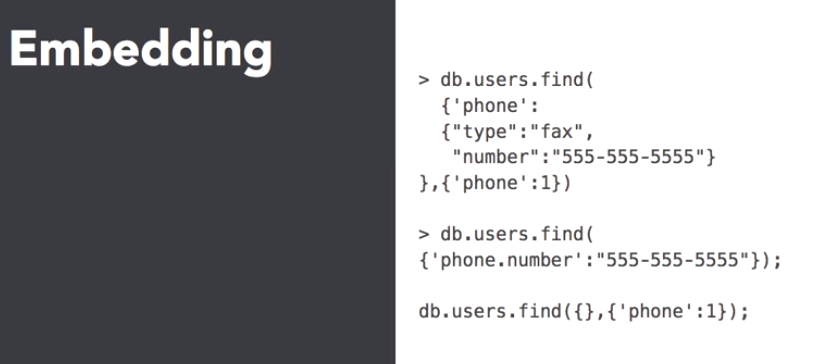 Embedding
> db.users.find(
{'phone':
{"type":"fax",
"number":"555-555-5555"}
},{'phone':1})
> db.users.find(
{'phone.number':"555-555-5555"});
db.users.find({},{'phone':1});